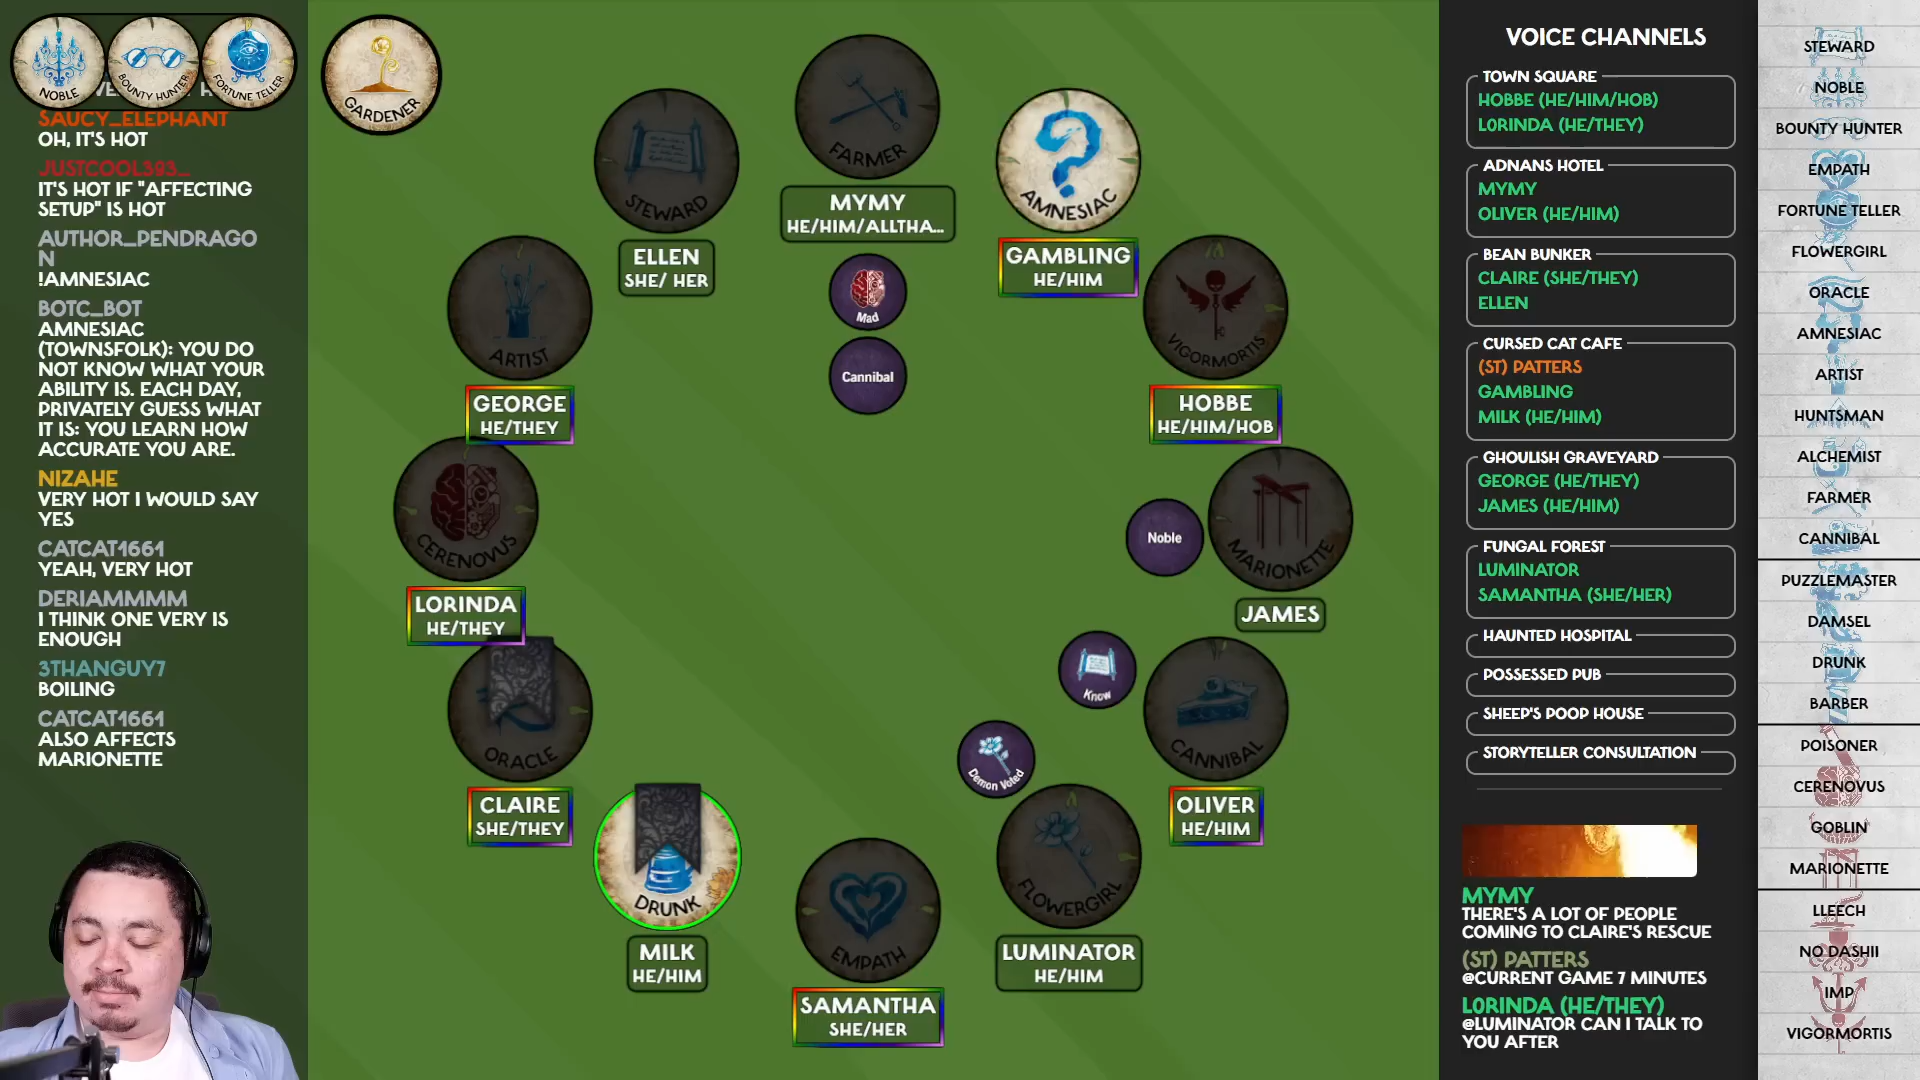 NOBLE
BOUNTY HUNTER
FORTUNE TELLER
SAUCY_ELEPHANT
OH, IT'S HOT
JUSTCOOL393_
IT'S HOT IF "AFFECTING
SETUP" IS HOT
AUTHOR_PENDRAGO
N
!AMNESIAC
BOTC_BOT
AMNESIAC
(TOWNSFOLK): YOU DO
NOT KNOW WHAT YOUR
ABILITY IS. EACH DAY,
PRIVATELY GUESS WHAT
IT IS: YOU LEARN HOW
ACCURATE YOU ARE.
NIZAHE
VERY HOT I WOULD SAY
YES
CATCAT1661
YEAH, VERY HOT
DERIAMMMM
I THINK ONE VERY IS
ENOUGH
3THANGUY7
BOILING
CATCAT1661
ALSO AFFECTS
MARIONETTE
GARDENER
STEWARD
ELLEN
SHE/ HER
FARMER
MYMY
HE/HIM/ALLTHA...
Mad
Cannibal
AMNESIAC
GAMBLING
HE/HIM
VIGORMORTIS
HOBBE
HE/HIM/HOB
ARTIST
GEORGE
HE/THEY
CERENOVUS
LORINDA
HE/THEY
MARIONETTE
Noble
JAMES
ORACLE
CLAIRE
SHE/THEY
Know
CANNIBAL
OLIVER
HE/HIM
Demon Voted
FLOWERGIRL
LUMINATOR
HE/HIM
DRUNK
MILK
HE/HIM
EMPATH
SAMANTHA
SHE/HER
VOICE CHANNELS
TOWN SQUARE
HOBBE (HE/HIM/HOB)
LORINDA (HE/THEY)
ADNANS HOTEL
MYMY
OLIVER (HE/HIM)
BEAN BUNKER
CLAIRE (SHE/THEY)
ELLEN
CURSED CAT CAFE
(ST) PATTERS
GAMBLING
MILK (HE/HIM)
GHOULISH GRAVEYARD
GEORGE (HE/THEY)
JAMES (HE/HIM)
FUNGAL FOREST
LUMINATOR
SAMANTHA (SHE/HER)
HAUNTED HOSPITAL
POSSESSED PUB
SHEEP'S POOP HOUSE
STORYTELLER CONSULTATION
MYMY
THERE'S A LOT OF PEOPLE
COMING TO CLAIRE'S RESCUE
(ST) PATTERS
@CURRENT GAME 7 MINUTES
LORINDA (HE/THEY)
@LUMINATOR CAN I TALK TO
YOU AFTER
STEWARD
NOBLE
BOUNTY HUNTER
EMPATH
FORTUNE TELLER
FLOWERGIRL
ORACLE
AMNESIAC
ARTIST
HUNTSMAN
ALCHEMIST
FARMER
CANNIBAL
PUZZLEMASTER
DAMSEL
DRUNK
BARBER
POISONER
CERENOVUS
GOBLIN
MARIONETTE
LLEECH
NO DASHII
IMP
VIGORMORTIS